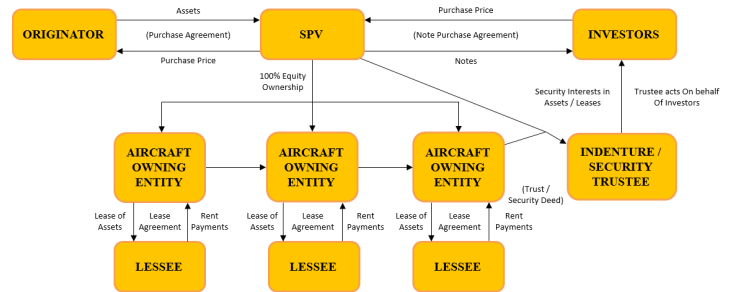 Assets
Purchase Price
ORIGINATOR
(Purchase Agreement)
SPV
(Note Purchase Agreement)
INVESTORS
Purchase Price
Notes
100% Equity
Ownership
Security Interests in
Assets / Leases
Trustee acts On behalf
Of Investors
AIRCRAFT
OWNING
ENTITY
AIRCRAFT
OWNING
ENTITY
AIRCRAFT
OWNING
ENTITY
INDENTURE /
SECURITY
TRUSTEE
(Trust /
Security Deed)
Lease of
Assets
Lease
Agreement
Rent
Payments
Lease of
Assets
Lease
Agreement
Rent
Payments
Lease of
Assets
Lease
Agreement
Rent
Payments
LESSEE
LESSEE
LESSEE